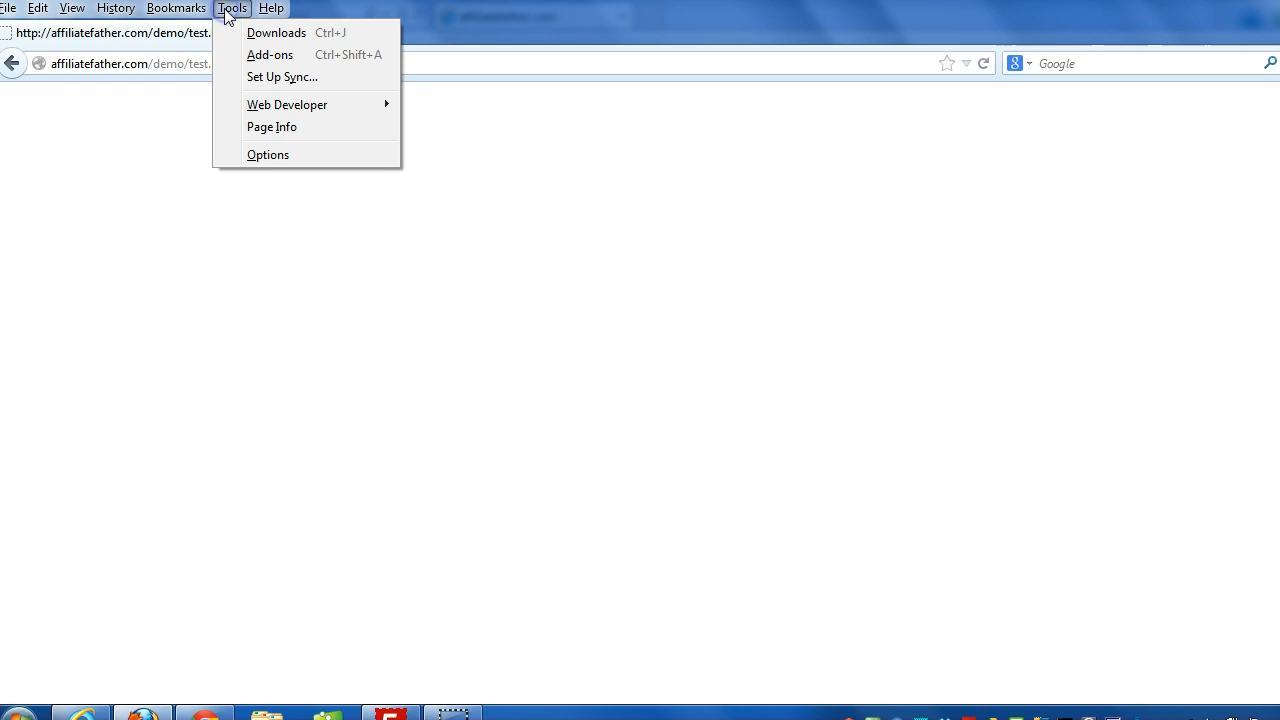 File Edit View History Bookmarks Tools Help
http://affiliatefather.com/demo/test.
affiliatefather.com/demo/test.
Google
Downloads Ctrl+J
Add-ons Ctrl+Shift+A
Set Up Sync...
Web Developer
Page Info
Options